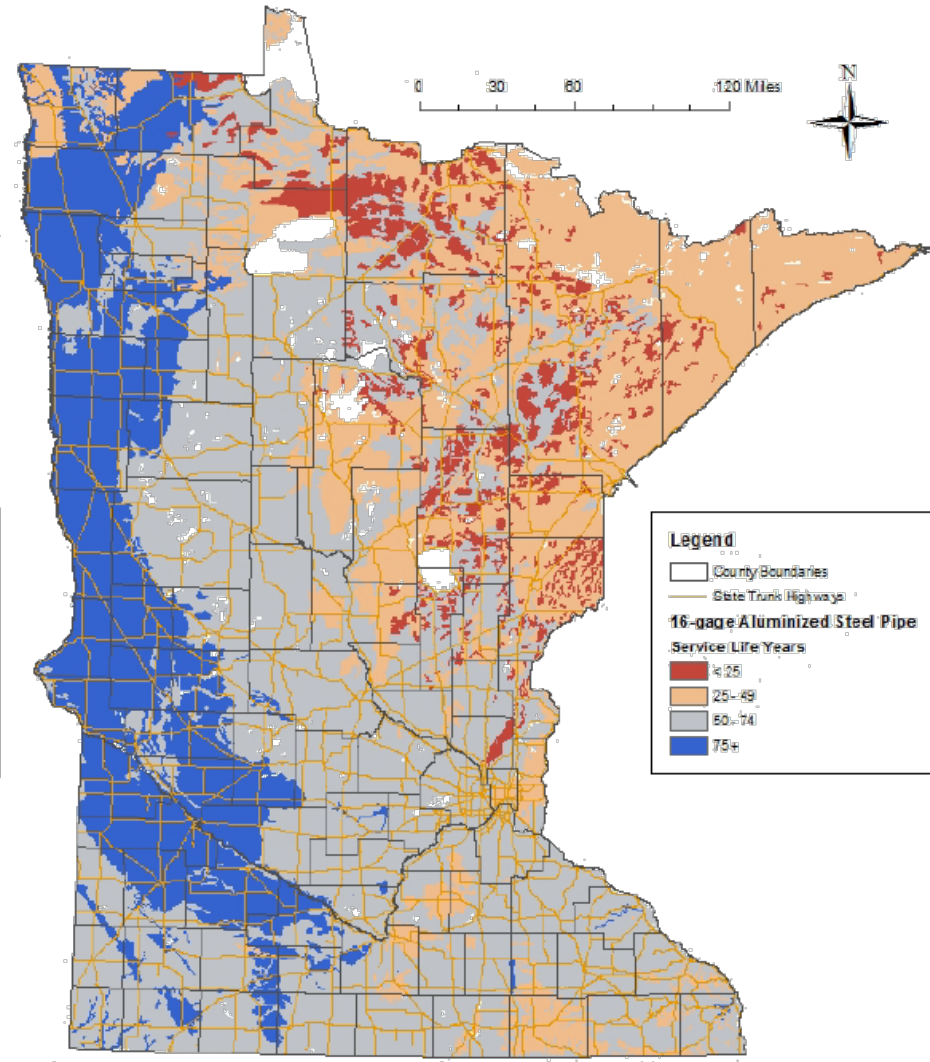 N
0 30 60 120 Miles
Legend
County Boundaries
State Trunk Highways
16-gage Aluminized Steel Pipe
Service Life Years
< 25
25 - 49
50 - 74
75+